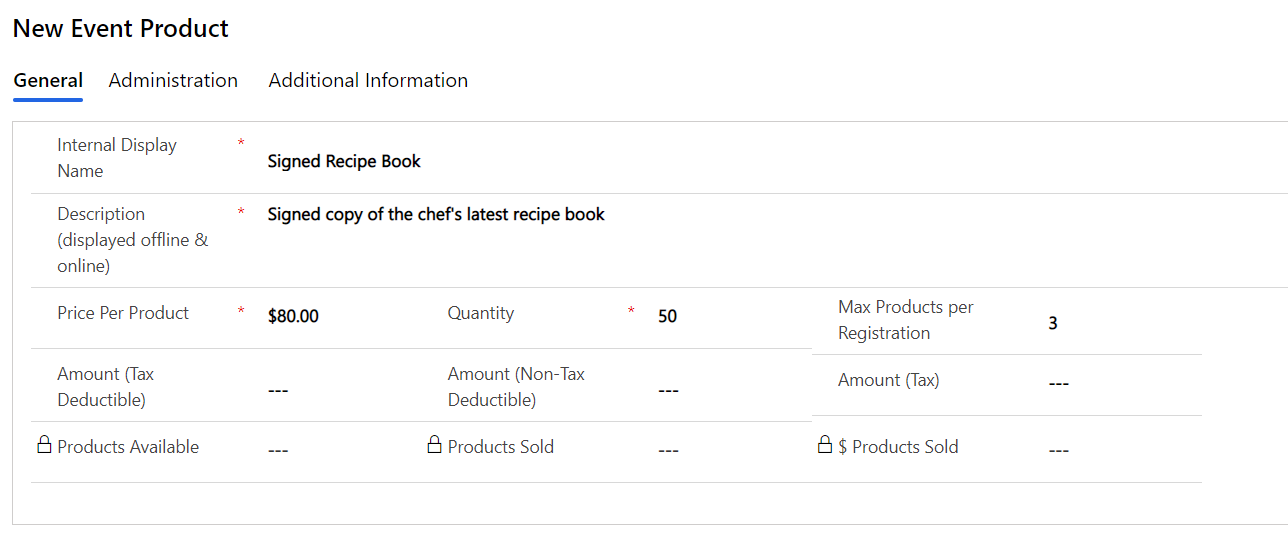 New Event Product
General Administration Additional Information
Internal Display
Name
*
Signed Recipe Book
Description
(displayed offline &
online)
*
Signed copy of the chef's latest recipe book
Price Per Product
*
$80.00
Quantity
*
50
Max Products per
Registration
3
Amount (Tax
Deductible)
---
Amount (Non-Tax
Deductible)
---
Amount (Tax)
---
Products Available
---
Products Sold
---
$ Products Sold
---